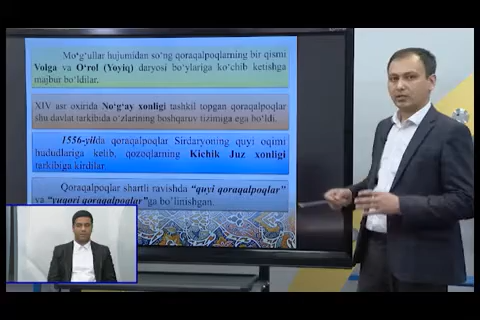 Mo‘g‘ullar hujumidan so‘ng qoraqalpoqlarning bir qismi
Volga va O‘rol (Yoyiq) daryosi bo‘ylariga ko‘chib ketishga
majbur bo‘ldilar.
XIV asr oxirida No‘g‘ay xonligi tashkil topgan qoraqalpoqlar
shu davlat tarkibida o‘zlarining boshqaruv tizimiga ega bo‘ldi.
1556-yilda qoraqalpoqlar Sirdaryoning quyi oqimi
hududlariga kelib, qozoqlarning Kichik Juz xonligi
tarkibiga kirdilar.
Qoraqalpoqlar shartli ravishda “quyi qoraqalpoqlar”
va “yuqori qoraqalpoqlar”ga bo‘linishgan.